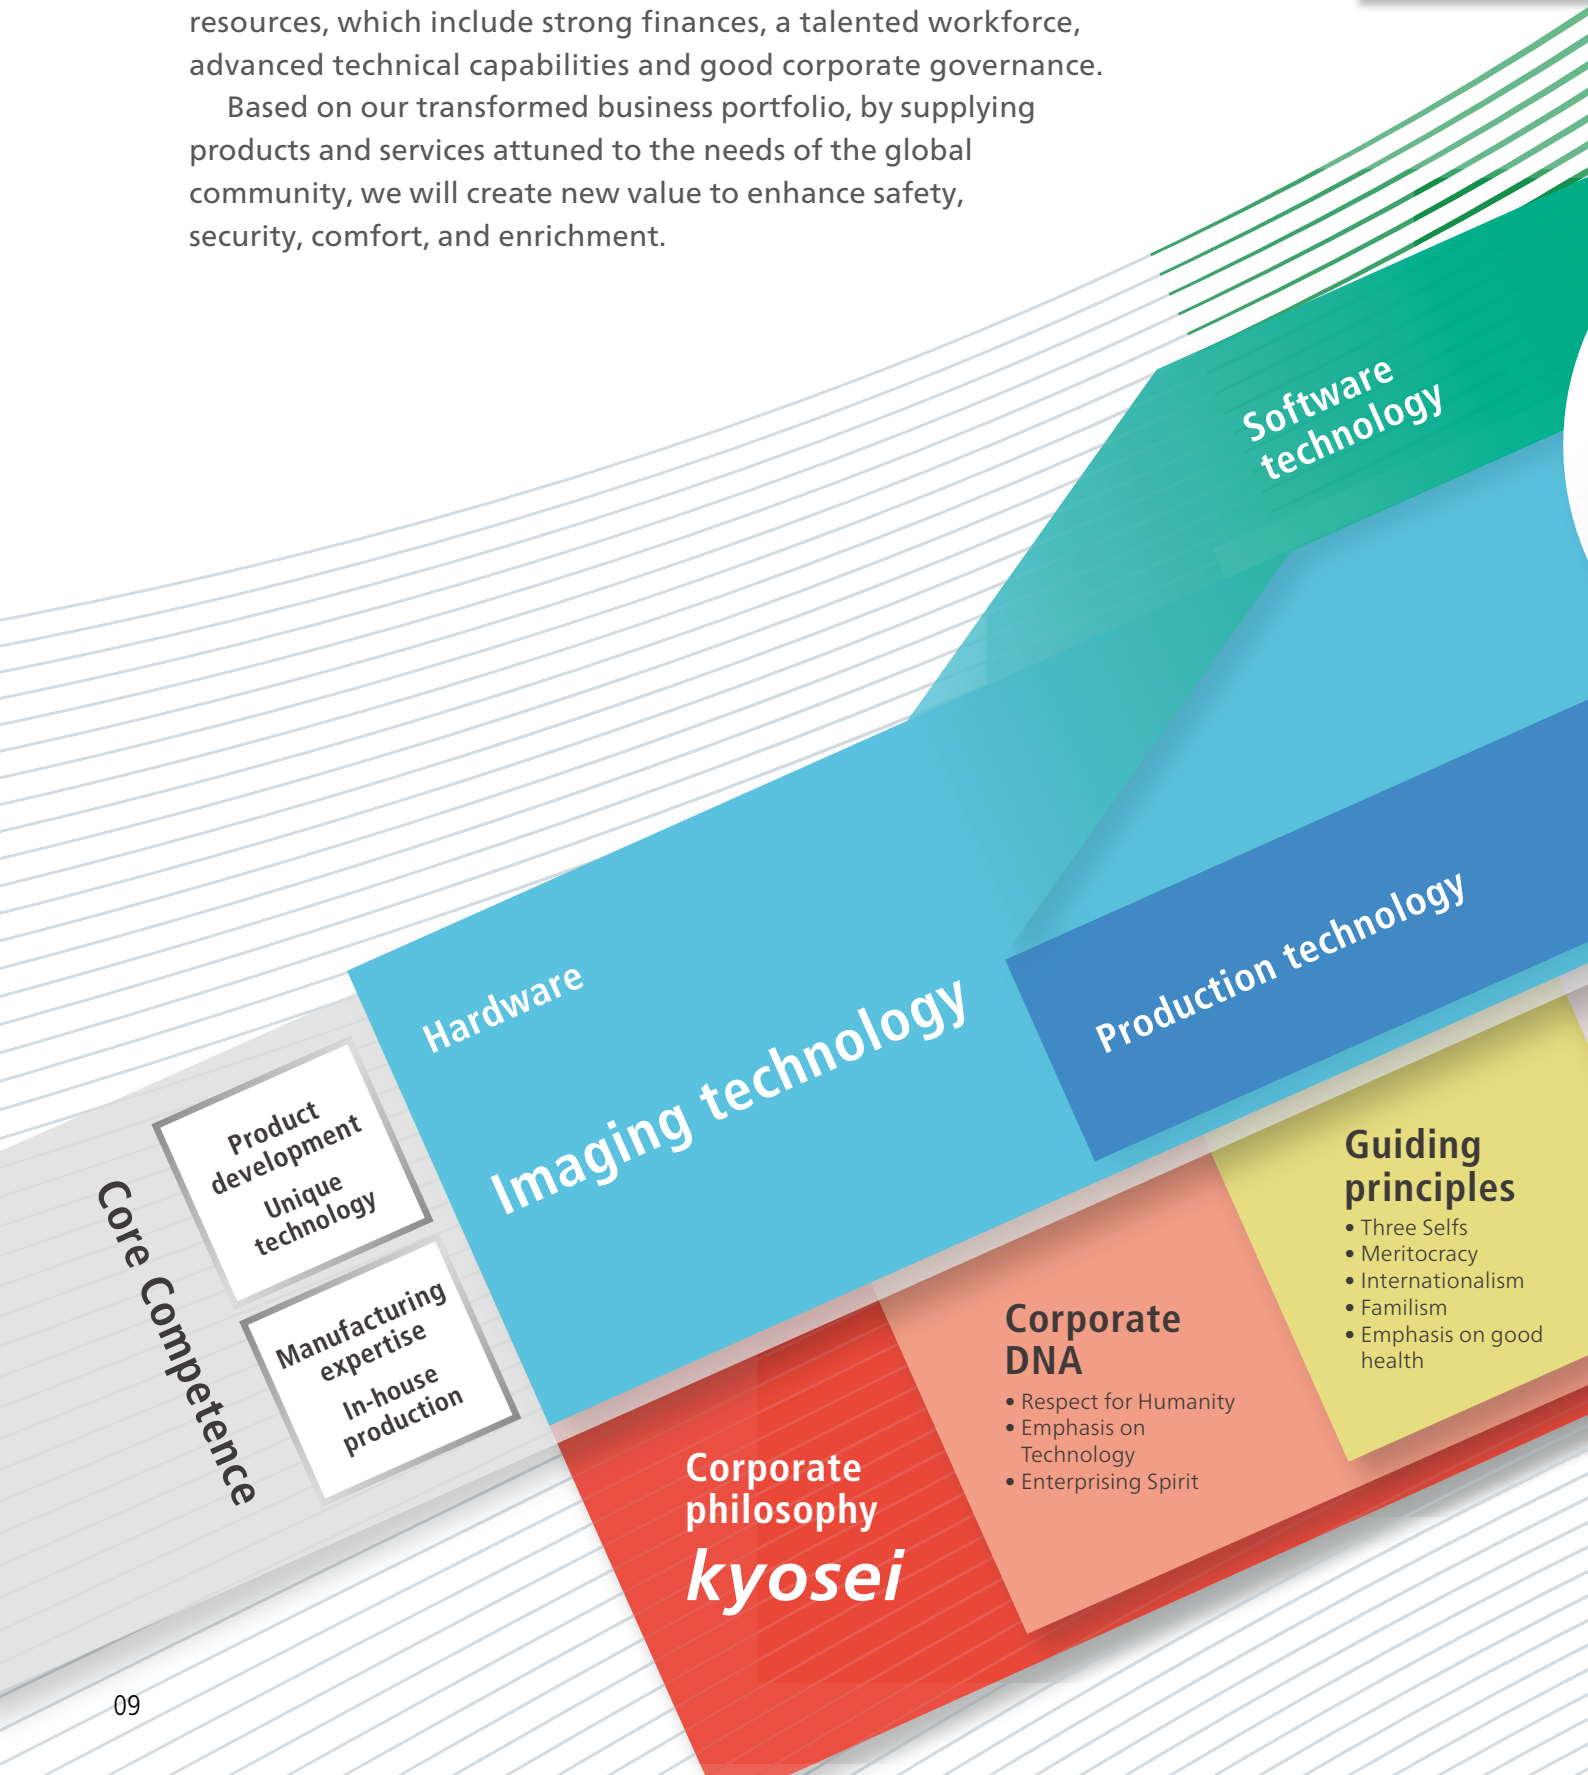 resources, which include strong finances, a talented workforce,
advanced technical capabilities and good corporate governance.
Based on our transformed business portfolio, by supplying
products and services attuned to the needs of the global
community, we will create new value to enhance safety,
security, comfort, and enrichment.
Software
technology
Hardware
Imaging technology
Production technology
Core Competence
Product
development
Unique
technology
Manufacturing
expertise
In-house
production
Guiding
principles
• Three Selfs
• Meritocracy
• Internationalism
• Familism
• Emphasis on good
health
Corporate
DNA
• Respect for Humanity
• Emphasis on
Technology
• Enterprising Spirit
Corporate
philosophy
kyosei
09